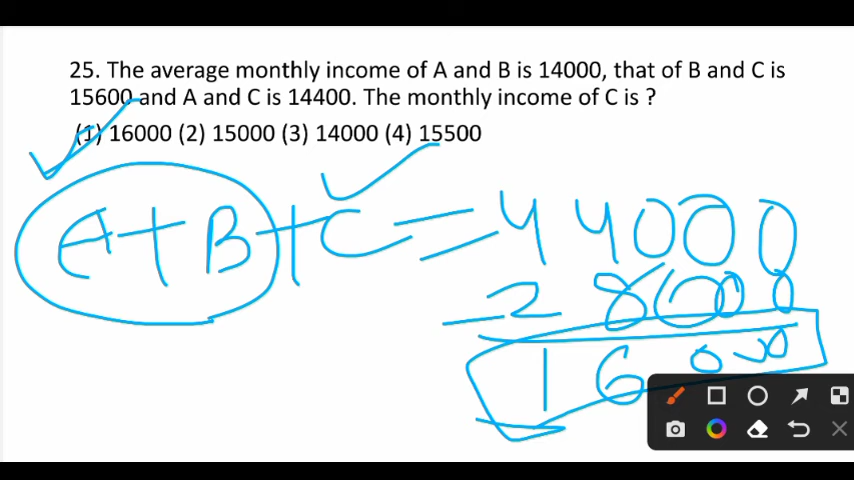 25. The average monthly income of A and B is 14000, that of B and C is
15600 and A and C is 14400. The monthly income of C is ?
(1) 16000 (2) 15000 (3) 14000 (4) 15500
A+B+C=44000
-28000
16000